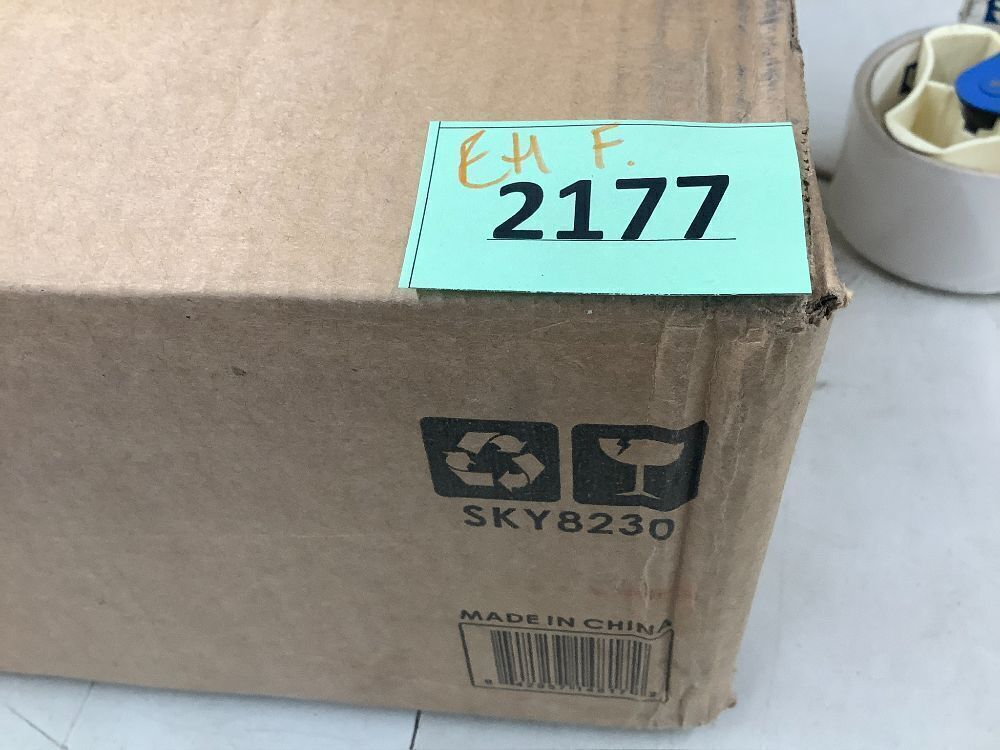 EH F.
2177
SKY8230
MADE IN CHINA